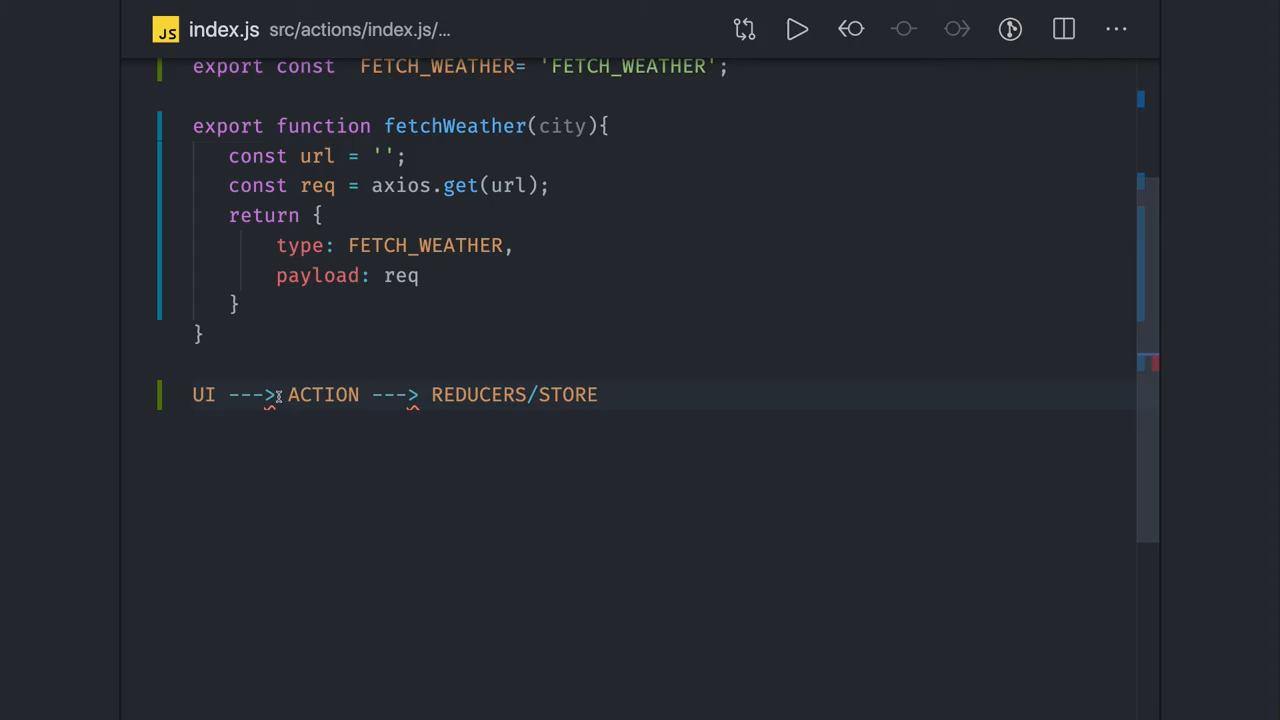 JS index.js src/actions/index.js/...
export const  FETCH_WEATHER= 'FETCH_WEATHER';
export function fetchWeather(city){
const url = '';
const req = axios.get(url);
return {
type: FETCH_WEATHER,
payload: req
}
}
UI ---> ACTION ---> REDUCERS/STORE